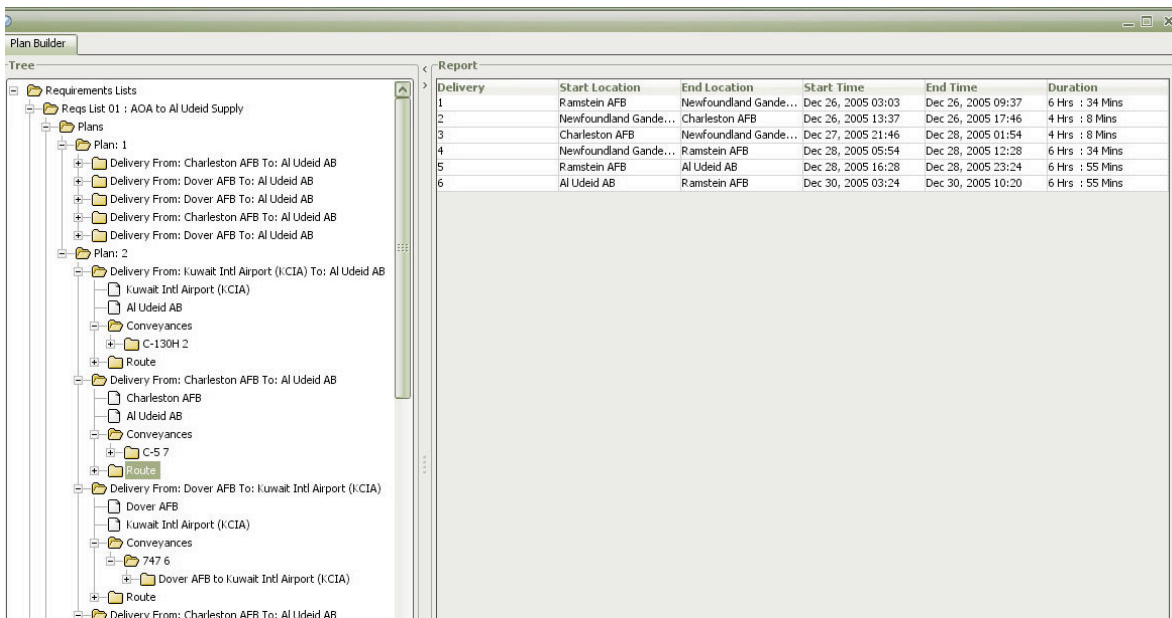 Plan Builder
Tree
Requirements Lists
Reqs List 01 : AOA to Al Udeid Supply
Plans
Plan: 1
Delivery From: Charleston AFB To: Al Udeid AB
Delivery From: Dover AFB To: Al Udeid AB
Delivery From: Dover AFB To: Al Udeid AB
Delivery From: Charleston AFB To: Al Udeid AB
Delivery From: Dover AFB To: Al Udeid AB
Plan: 2
Delivery From: Kuwait Intl Airport (KCIA) To: Al Udeid AB
Kuwait Intl Airport (KCIA)
Al Udeid AB
Conveyances
C-130H 2
Route
Delivery From: Charleston AFB To: Al Udeid AB
Charleston AFB
Al Udeid AB
Conveyances
C-5 7
Route
Delivery From: Dover AFB To: Kuwait Intl Airport (KCIA)
Dover AFB
Kuwait Intl Airport (KCIA)
Conveyances
747 6
Dover AFB to Kuwait Intl Airport (KCIA)
Route
Delivery From: Charleston AFB To: Al Udeid AB
Report
Delivery Start Location End Location Start Time End Time Duration
1 Ramstein AFB Newfoundland Gande... Dec 26, 2005 03:03 Dec 26, 2005 09:37 6 Hrs : 34 Mins
2 Newfoundland Gande... Charleston AFB Dec 26, 2005 13:37 Dec 26, 2005 17:46 4 Hrs : 8 Mins
3 Charleston AFB Newfoundland Gande... Dec 27, 2005 21:46 Dec 28, 2005 01:54 4 Hrs : 8 Mins
4 Newfoundland Gande... Ramstein AFB Dec 28, 2005 05:54 Dec 28, 2005 12:28 6 Hrs : 34 Mins
5 Ramstein AFB Al Udeid AB Dec 28, 2005 16:28 Dec 28, 2005 23:24 6 Hrs : 55 Mins
6 Al Udeid AB Ramstein AFB Dec 30, 2005 03:24 Dec 30, 2005 10:20 6 Hrs : 55 Mins